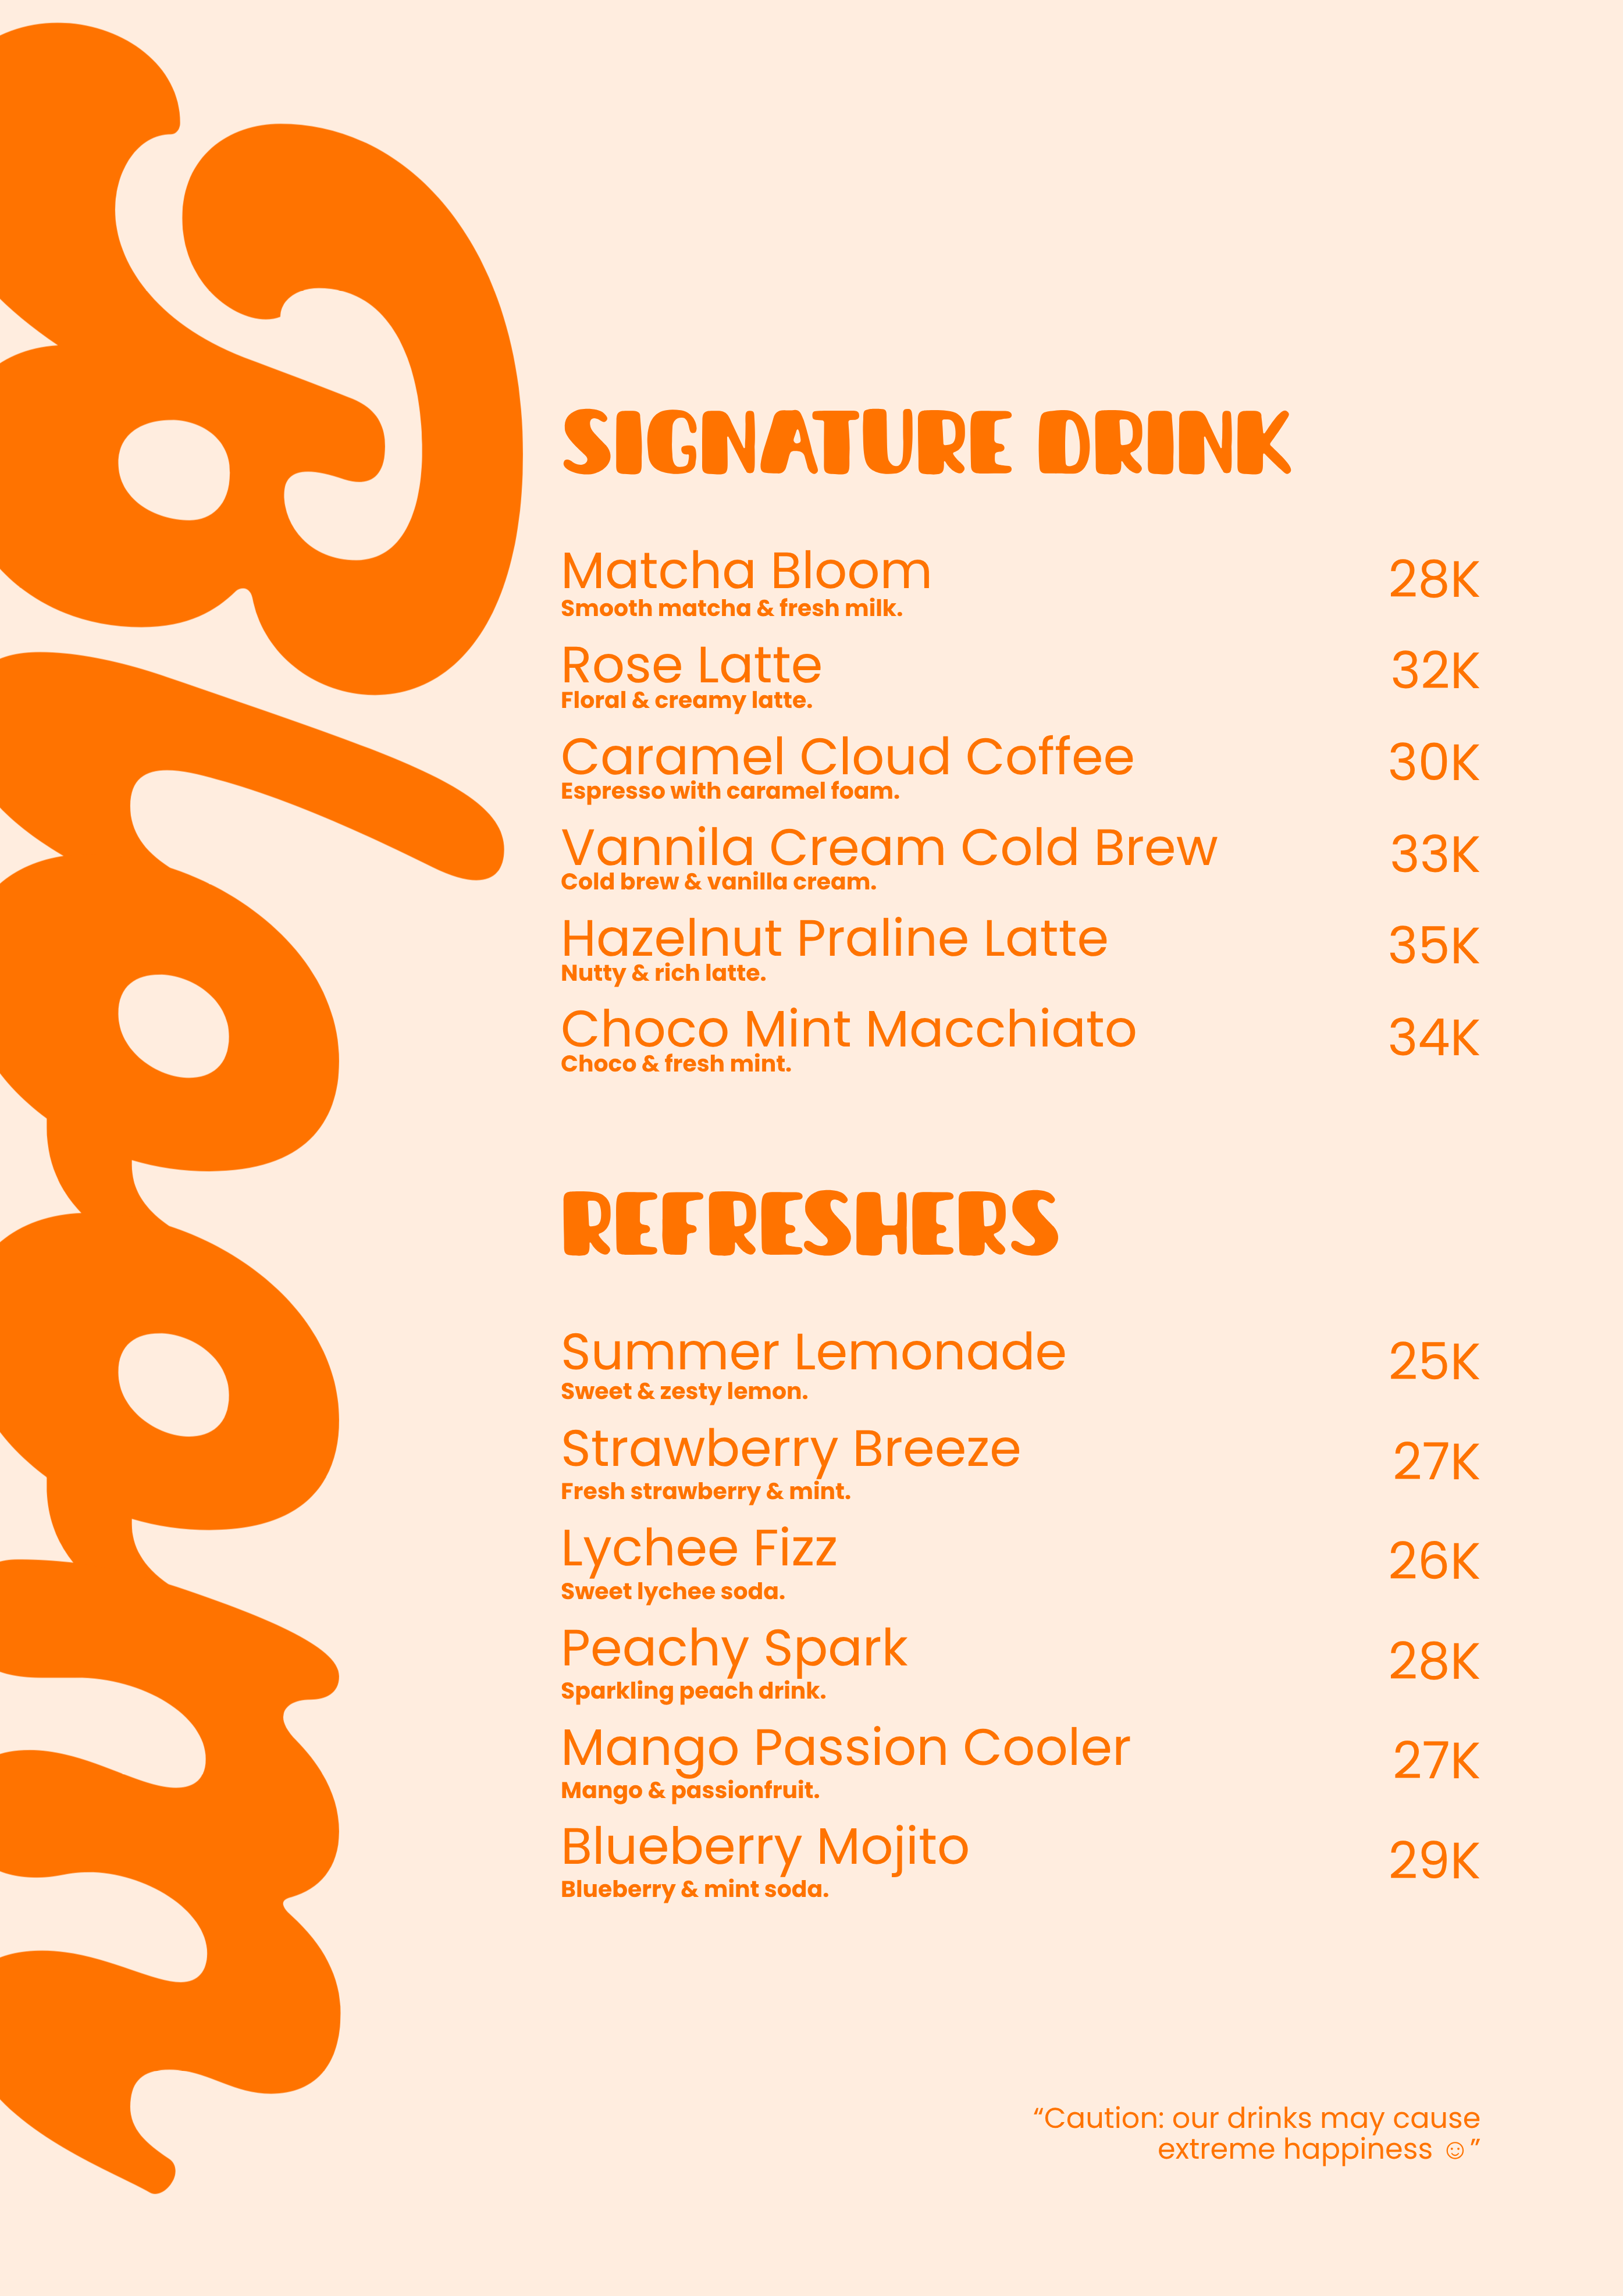 SIGNATURE DRINK
Matcha Bloom 28K
Smooth matcha & fresh milk.
Rose Latte 32K
Floral & creamy latte.
Caramel Cloud Coffee 30K
Espresso with caramel foam.
Vannila Cream Cold Brew 33K
Cold brew & vanilla cream.
Hazelnut Praline Latte 35K
Nutty & rich latte.
Choco Mint Macchiato 34K
Choco & fresh mint.
REFRESHERS
Summer Lemonade 25K
Sweet & zesty lemon.
Strawberry Breeze 27K
Fresh strawberry & mint.
Lychee Fizz 26K
Sweet lychee soda.
Peachy Spark 28K
Sparkling peach drink.
Mango Passion Cooler 27K
Mango & passionfruit.
Blueberry Mojito 29K
Blueberry & mint soda.
“Caution: our drinks may cause
extreme happiness ☺”